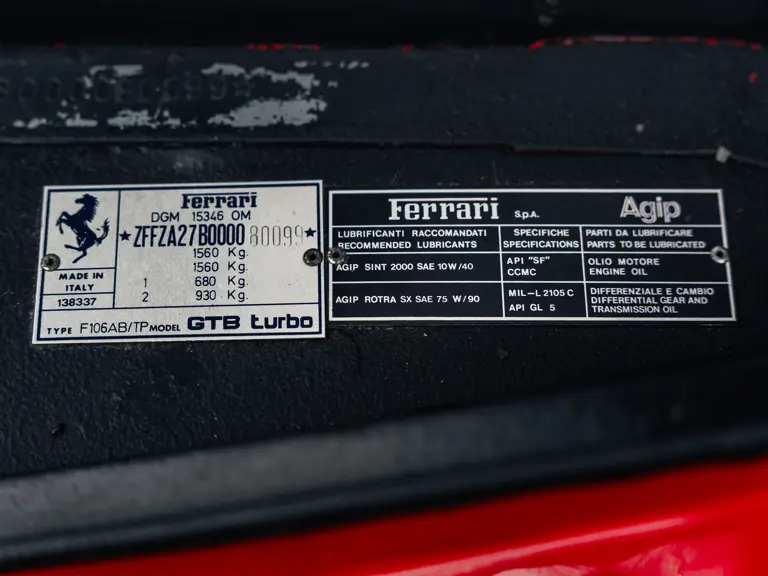 Ferrari
DGM 15346 OM
*ZFFZA27B000080099*
1560 Kg.
1560 Kg.
1 680 Kg.
2 930 Kg.
MADE IN
ITALY
138337
TYPE F106AB/TP MODEL GTB turbo
Ferrari S.p.A. Agip
LUBRIFICANTI RACCOMANDATI
RECOMMENDED LUBRICANTS
SPECIFICHE
SPECIFICATIONS
PARTI DA LUBRIFICARE
PARTS TO BE LUBRICATED
AGIP SINT 2000 SAE 10W/40
API "SF"
CCMC
OLIO MOTORE
ENGINE OIL
AGIP ROTRA SX SAE 75 W/90
MIL-L 2105 C
API GL 5
DIFFERENZIALE E CAMBIO
DIFFERENTIAL GEAR AND
TRANSMISSION OIL